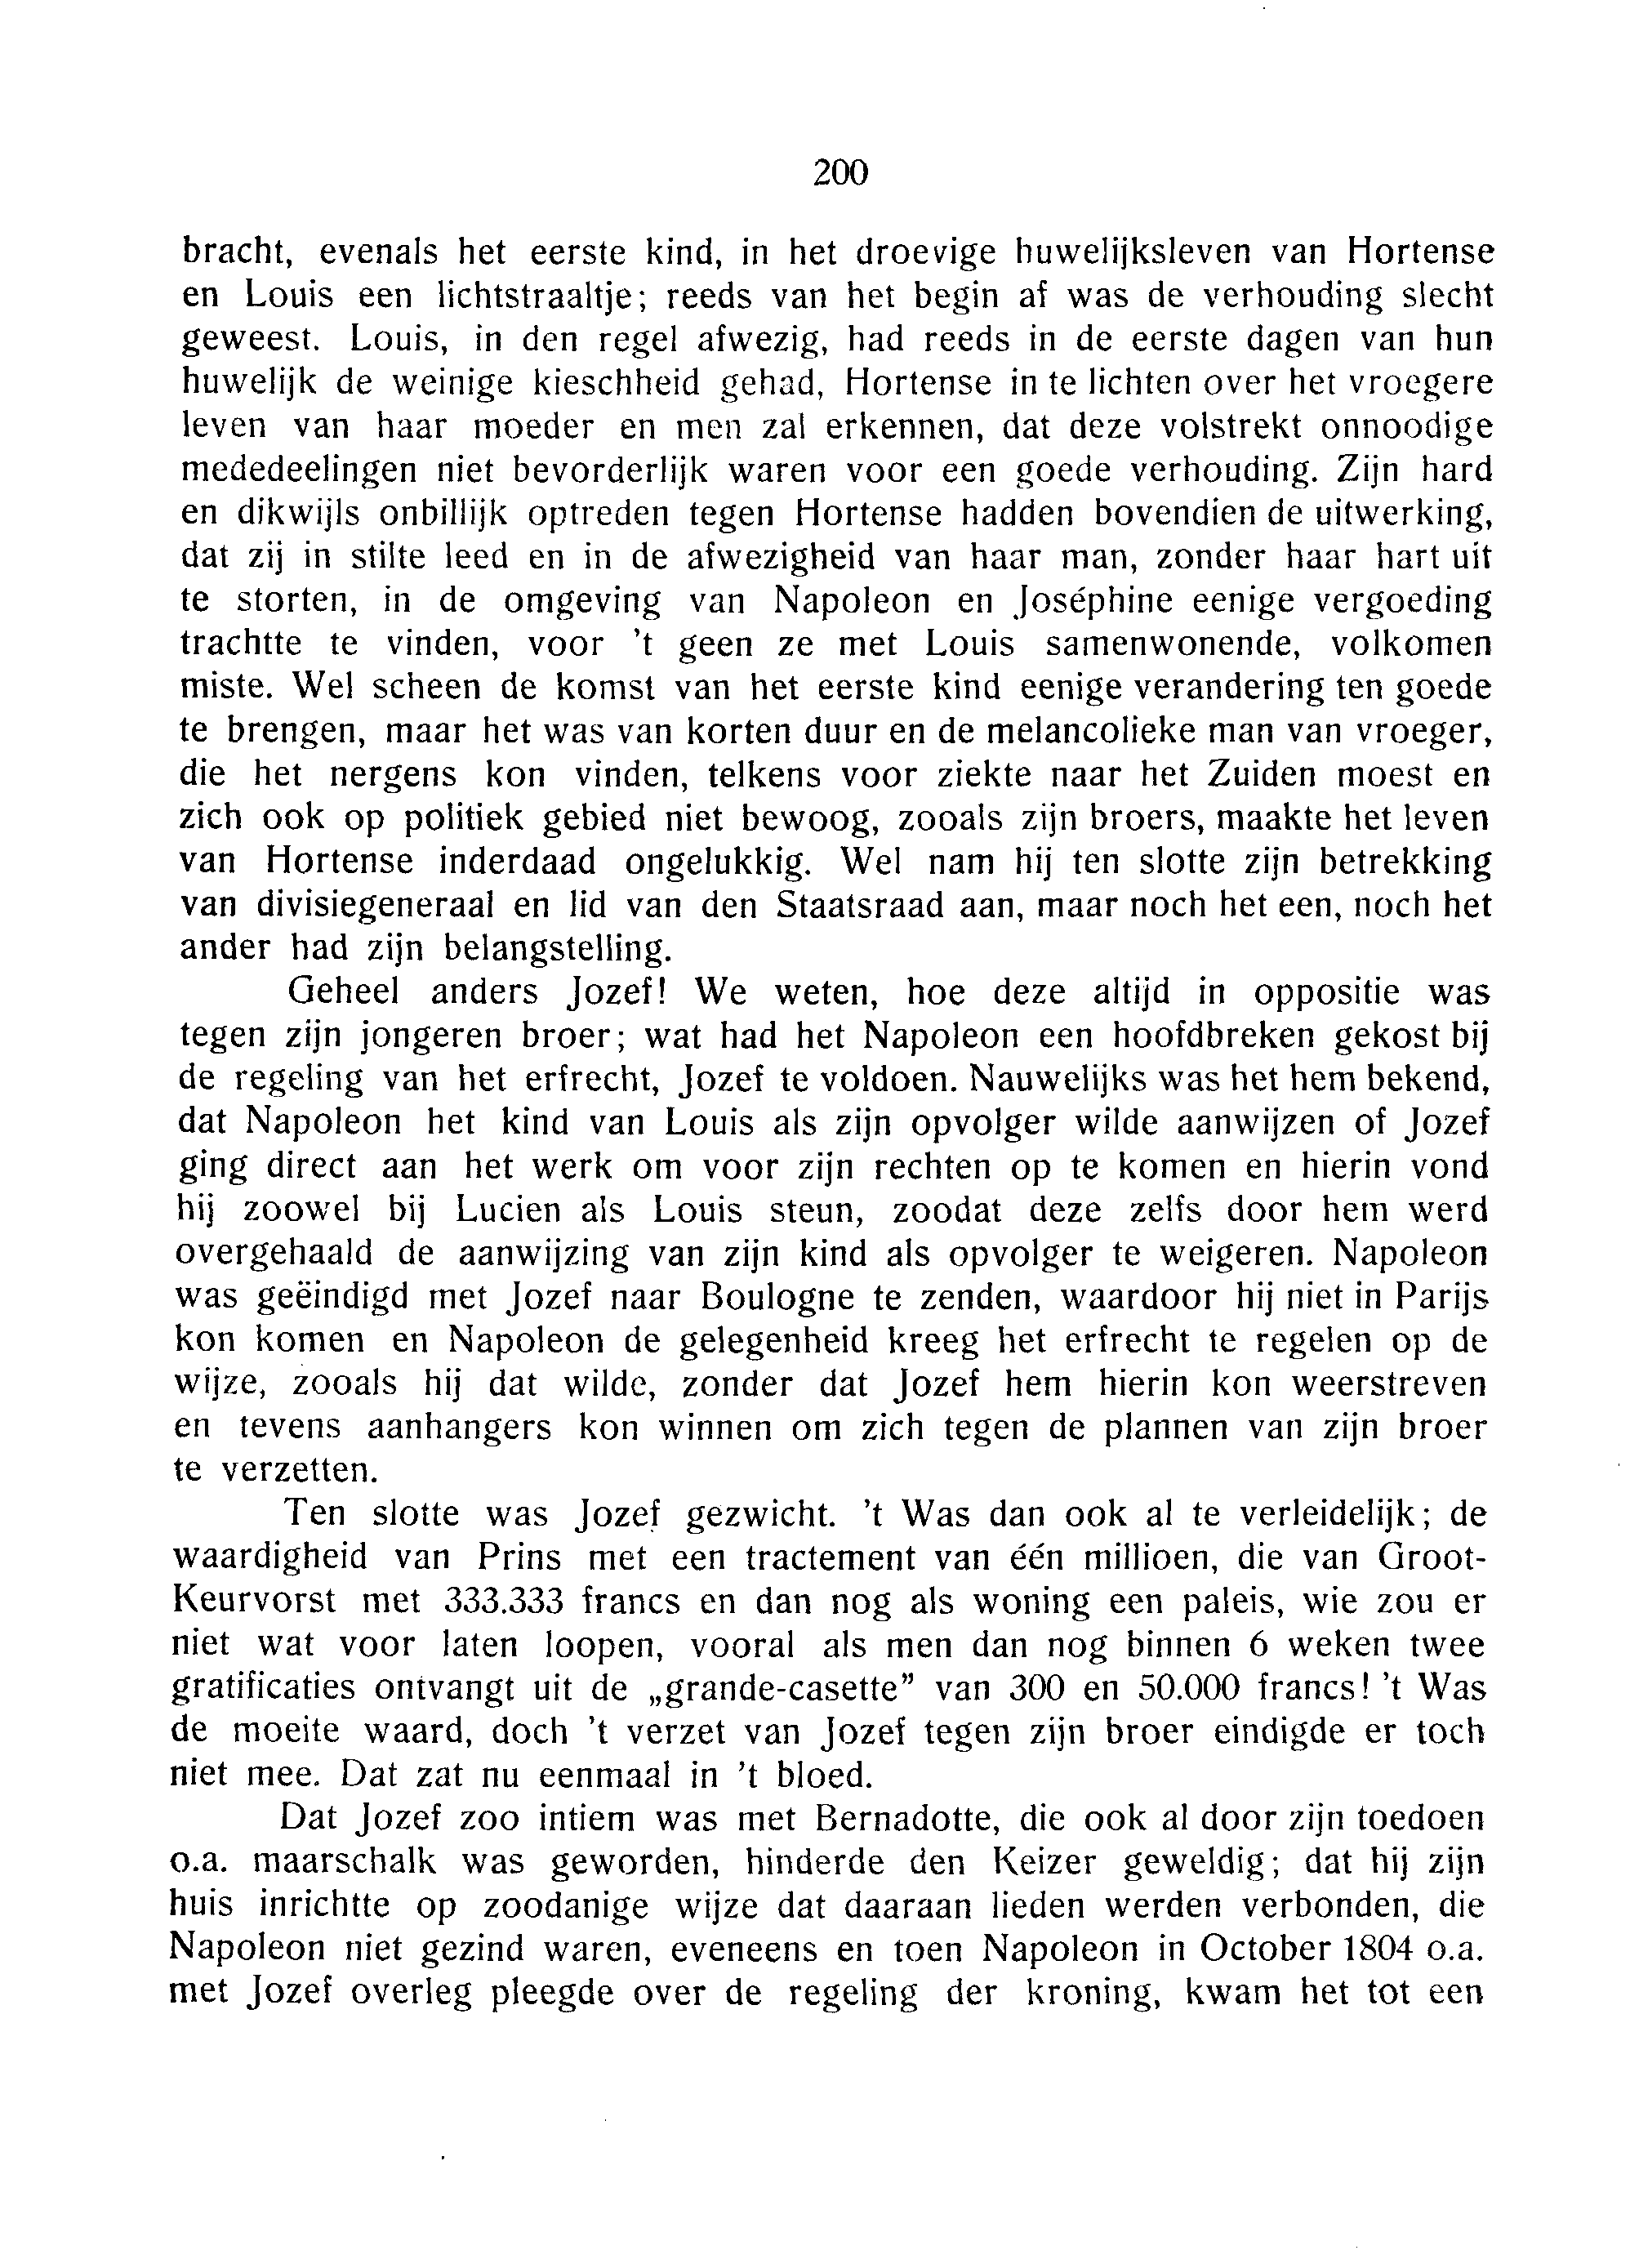 200
bracht, evenals het eerste kind, in het droevige huwelijksleven van Hortense
en Louis een lichtstraaltje; reeds van het begin af was de verhouding slecht
geweest. Louis, in den regel afwezig, had reeds in de eerste dagen van hun
huwelijk de weinige kieschheid gehad, Hortense in te lichten over het vroegere
leven van haar moeder en men zal erkennen, dat deze volstrekt onnoodige
mededeelingen niet bevorderlijk waren voor een goede verhouding. Zijn hard
en dikwijls onbillijk optreden tegen Hortense hadden bovendien de uitwerking,
dat zij in stilte leed en in de afwezigheid van haar man, zonder haar hart uit
te storten, in de omgeving van Napoleon en Joséphine eenige vergoeding
trachtte te vinden, voor 't geen ze met Louis samenwonende, volkomen
miste. Wel scheen de komst van het eerste kind eenige verandering ten goede
te brengen, maar het was van korten duur en de melancolieke man van vroeger,
die het nergens kon vinden, telkens voor ziekte naar het Zuiden moest en
zich ook op politiek gebied niet bewoog, zooals zijn broers, maakte het leven
van Hortense inderdaad ongelukkig. Wel nam hij ten slotte zijn betrekking
van divisiegeneraal en lid van den Staatsraad aan, maar noch het een, noch het
ander had zijn belangstelling.
Geheel anders Jozef! We weten, hoe deze altijd in oppositie was
tegen zijn jongeren broer; wat had het Napoleon een hoofdbreken gekost bij
de regeling van het erfrecht, Jozef te voldoen. Nauwelijks was het hem bekend,
dat Napoleon het kind van Louis als zijn opvolger wilde aanwijzen of Jozef
ging direct aan het werk om voor zijn rechten op te komen en hierin vond
hij zoowel bij Lucien als Louis steun, zoodat deze zelfs door hem werd
overgehaald de aanwijzing van zijn kind als opvolger te weigeren. Napoleon
was geëindigd met Jozef naar Boulogne te zenden, waardoor hij niet in Parijs
kon komen en Napoleon de gelegenheid kreeg het erfrecht te regelen op de
wijze, zooals hij dat wilde, zonder dat Jozef hem hierin kon weerstreven
en tevens aanhangers kon winnen om zich tegen de plannen van zijn broer
te verzetten.
Ten slotte was Jozef gezwicht. 't Was dan ook al te verleidelijk; de
waardigheid van Prins met een tractement van één millioen, die van Groot-
Keurvorst met 333.333 francs en dan nog als woning een paleis, wie zou er
niet wat voor laten loopen, vooral als men dan nog binnen 6 weken twee
gratificaties ontvangt uit de „grande-casette” van 300 en 50.000 francs! 't Was
de moeite waard, doch 't verzet van Jozef tegen zijn broer eindigde er toch
niet mee. Dat zat nu eenmaal in 't bloed.
Dat Jozef zoo intiem was met Bernadotte, die ook al door zijn toedoen
o.a. maarschalk was geworden, hinderde den Keizer geweldig; dat hij zijn
huis inrichtte op zoodanige wijze dat daaraan lieden werden verbonden, die
Napoleon niet gezind waren, eveneens en toen Napoleon in October 1804 o.a.
met Jozef overleg pleegde over de regeling der kroning, kwam het tot een